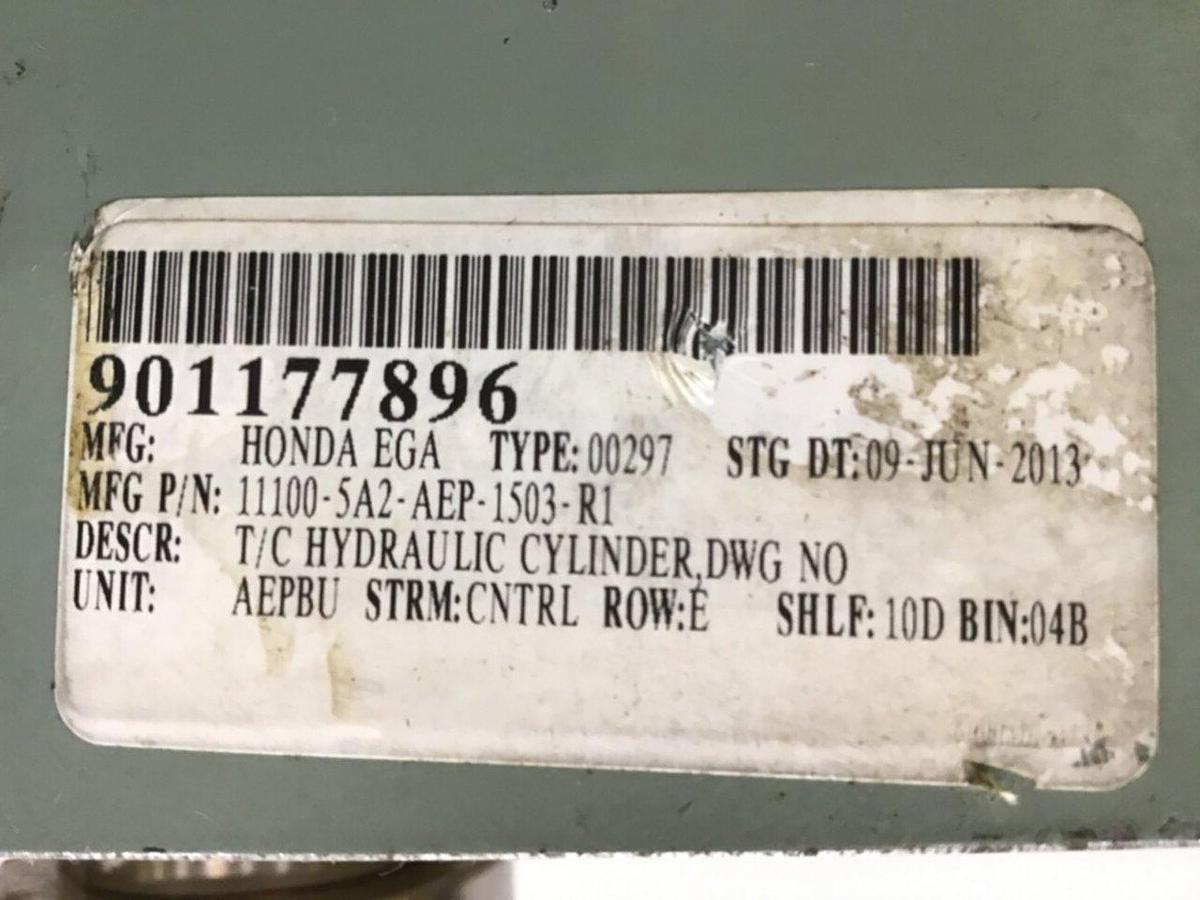 901177896
MFG: HONDA EGA TYPE: 00297 STG DT: 09-JUN-2013
MFG P/N: 11100-5A2-AEP-1503-R1
DESCR: T/C HYDRAULIC CYLINDER,DWG NO
UNIT: AEPBU STRM:CNTRL ROW:E SHLF: 10D BIN:04B